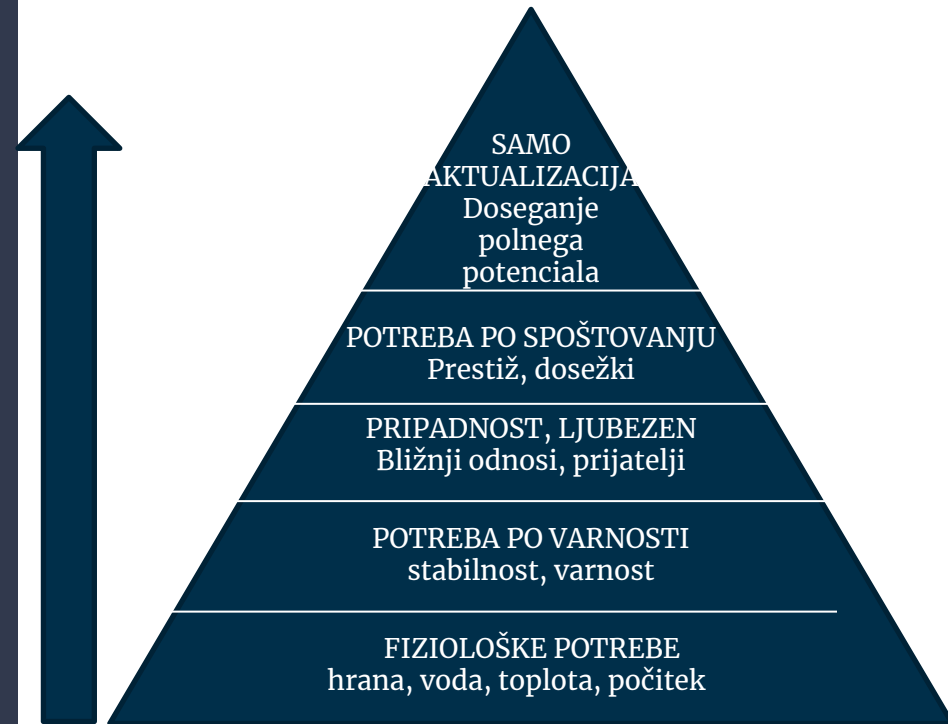 SAMO
AKTUALIZACIJA
Doseganje
polnega
potenciala
POTREBA PO SPOŠTOVANJU
Prestiž, dosežki
PRIPADNOST, LJUBEZEN
Bližnji odnosi, prijatelji
POTREBA PO VARNOSTI
stabilnost, varnost
FIZIOLOŠKE POTREBE
hrana, voda, toplota, počitek